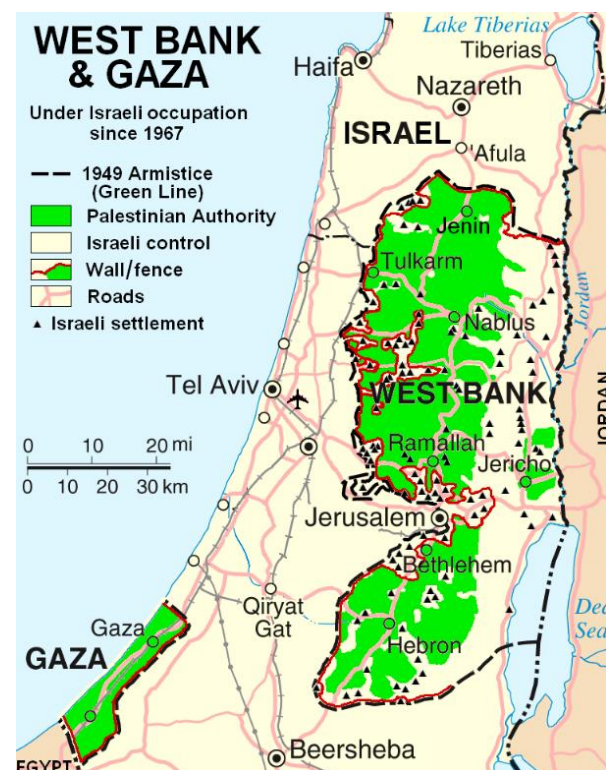 WEST BANK
& GAZA
Under Israeli occupation
since 1967
1949 Armistice
(Green Line)
Palestinian Authority
Israeli control
Wall/fence
Roads
Israeli settlement
Lake Tiberias
Tiberias
Haifa
Nazareth
ISRAEL
'Afula
Jenin
Tulkarm
Nablus
Jordan
Tel Aviv
WEST BANK
JORDAN
0 10 20 mi
0 10 20 30 km
Ramallah
Jericho
Jerusalem
Bethlehem
Qiryat
Gat
Dea
Sea
Gaza
GAZA
Hebron
Beersheba
EGYPT